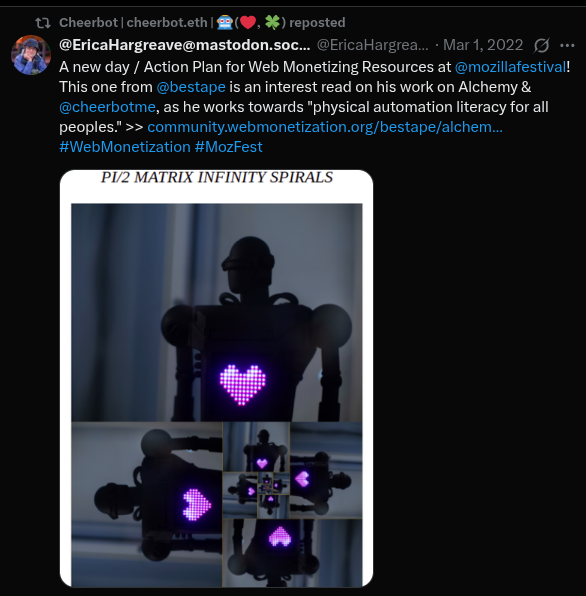 Cheerbot | cheerbot.eth | 🤖(❤️, 🍀) reposted
@EricaHargreave@mastodon.soc... @EricaHargrea... · Mar 1, 2022
A new day / Action Plan for Web Monetizing Resources at @mozillafestival!
This one from @bestape is an interest read on his work on Alchemy &
@cheerbotme, as he works towards "physical automation literacy for all
peoples." >> community.webmonetization.org/bestape/alchem...
#WebMonetization #MozFest
PI/2 MATRIX INFINITY SPIRALS